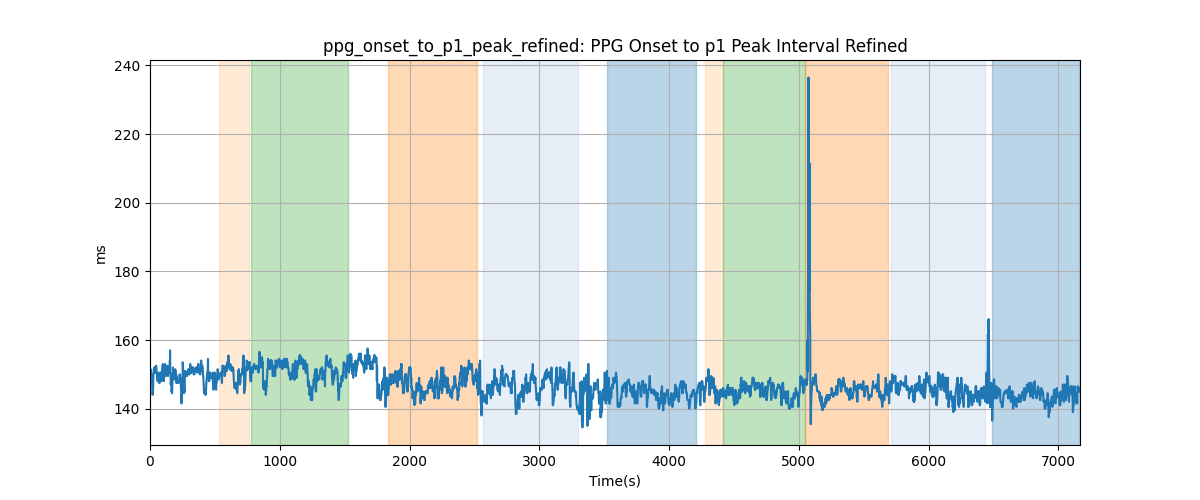 ppg_onset_to_p1_peak_refined: PPG Onset to p1 Peak Interval Refined
240
220
200
180
160
140
ms
0 1000 2000 3000 4000 5000 6000 7000
Time(s)